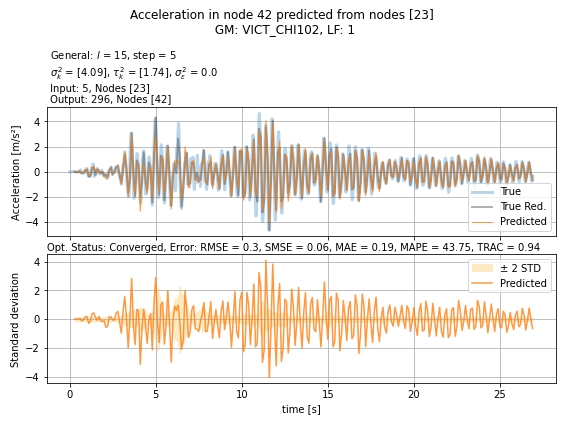 Acceleration in node 42 predicted from nodes [23]
GM: VICT_CHI102, LF: 1
General: l = 15, step = 5
σ²ₖ = [4.09], τ²ₖ = [1.74], σ²ε = 0.0
Input: 5, Nodes [23]
Output: 296, Nodes [42]
Acceleration [m/s²]
4
2
0
−2
−4
True
True Red.
Predicted
Opt. Status: Converged, Error: RMSE = 0.3, SMSE = 0.06, MAE = 0.19, MAPE = 43.75, TRAC = 0.94
Standard deviation
4
2
0
−2
−4
± 2 STD
Predicted
0 5 10 15 20 25
time [s]